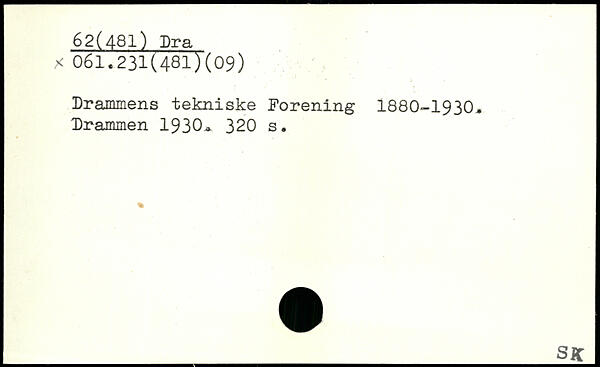 62(481) Dra
x 061.231(481)(09)
Drammens tekniske Forening 1880-1930.
Drammen 1930. 320 s.
SK